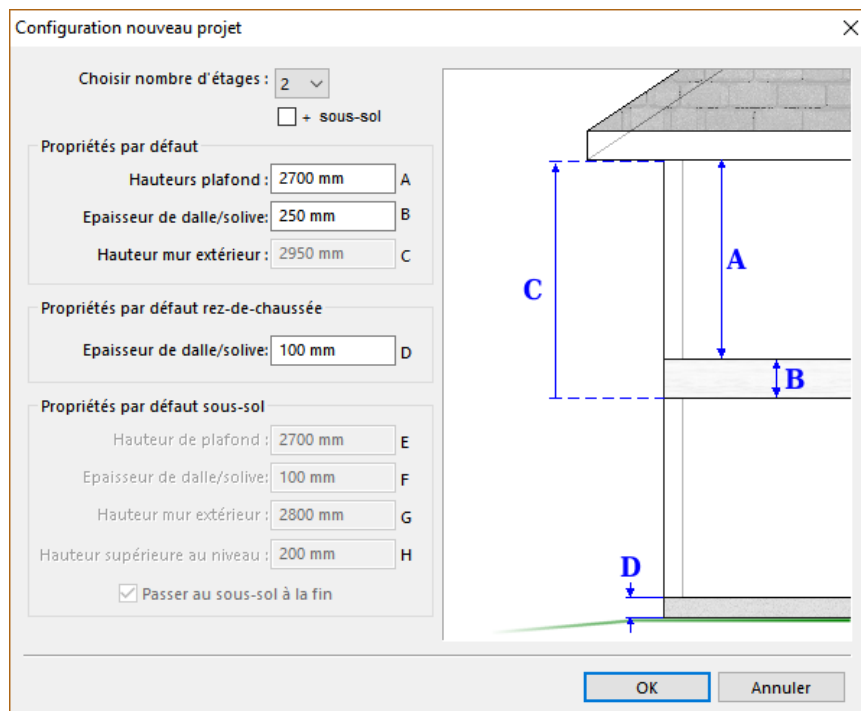 Configuration nouveau projet
Choisir nombre d'étages : 2
+ sous-sol
Propriétés par défaut
Hauteurs plafond : 2700 mm A
Epaisseur de dalle/solive: 250 mm B
Hauteur mur extérieur : 2950 mm C
Propriétés par défaut rez-de-chaussée
Epaisseur de dalle/solive: 100 mm D
Propriétés par défaut sous-sol
Hauteur de plafond : 2700 mm E
Epaisseur de dalle/solive: 100 mm F
Hauteur mur extérieur : 2800 mm G
Hauteur supérieure au niveau : 200 mm H
Passer au sous-sol à la fin
A
C
B
D
OK
Annuler